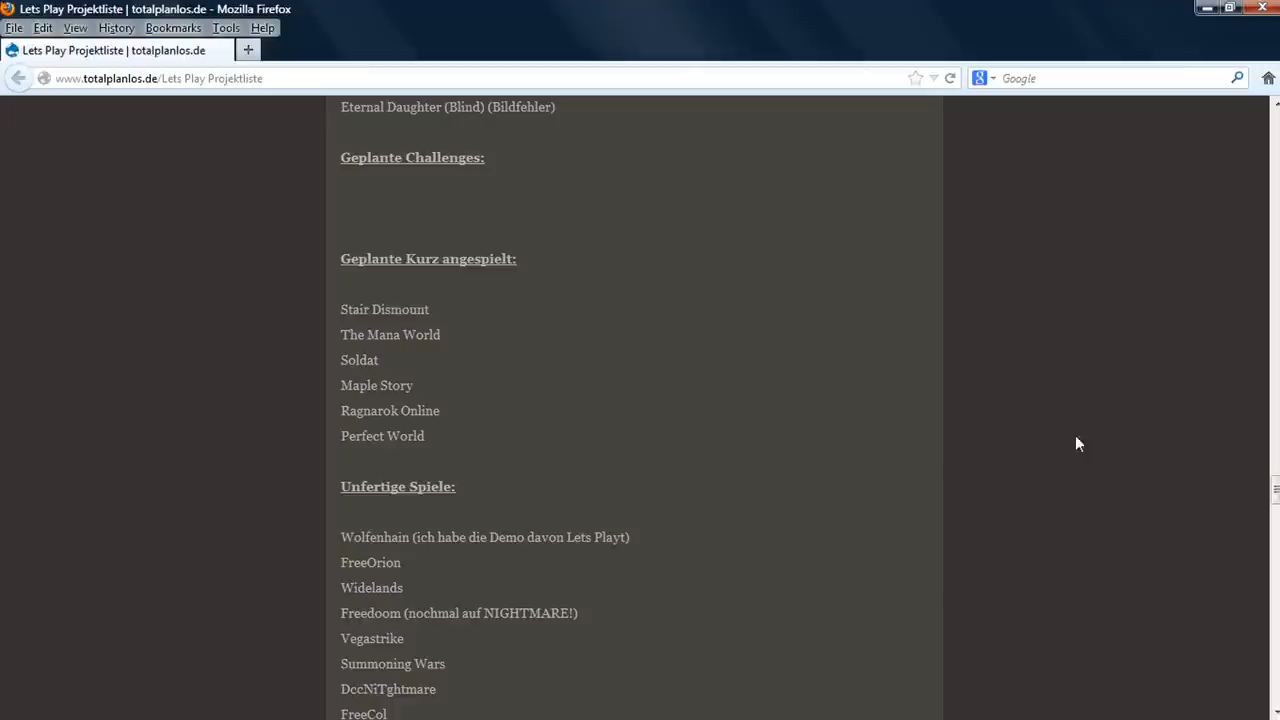 Lets Play Projektliste | totalplanlos.de - Mozilla Firefox
File Edit View History Bookmarks Tools Help
Lets Play Projektliste | totalplanlos.de
www.totalplanlos.de/Lets Play Projektliste
Google
Eternal Daughter (Blind) (Bildfehler)
Geplante Challenges:
Geplante Kurz angespielt:
Stair Dismount
The Mana World
Soldat
Maple Story
Ragnarok Online
Perfect World
Unfertige Spiele:
Wolfenhain (ich habe die Demo davon Lets Playt)
FreeOrion
Widelands
Freedoom (nochmal auf NIGHTMARE!)
Vegastrike
Summoning Wars
DccNiTghtmare
FreeCol